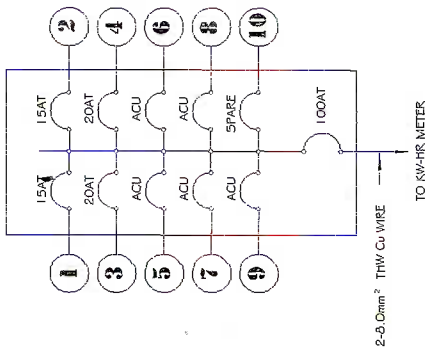 2
4
6
8
10
15AT
20AT
ACU
ACU
SPARE
15AT
20AT
ACU
ACU
ACU
100AT
1
3
5
7
9
2-8.0mm² THW Cu WIRE
TO KW-HR METER